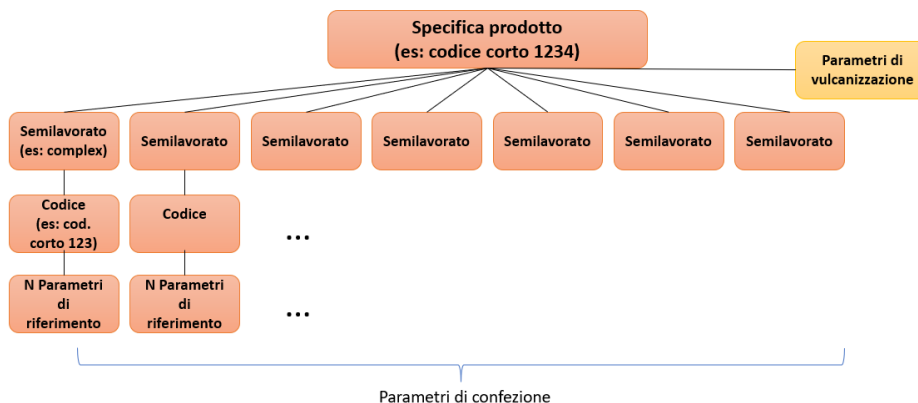 Specifica prodotto
(es: codice corto 1234)
Parametri di
vulcanizzazione
Semilavorato
(es: complex)
Semilavorato
Semilavorato
Semilavorato
Semilavorato
Semilavorato
Semilavorato
Codice
(es: cod.
corto 123)
Codice
...
N Parametri
di
riferimento
N Parametri
di
riferimento
...
Parametri di confezione